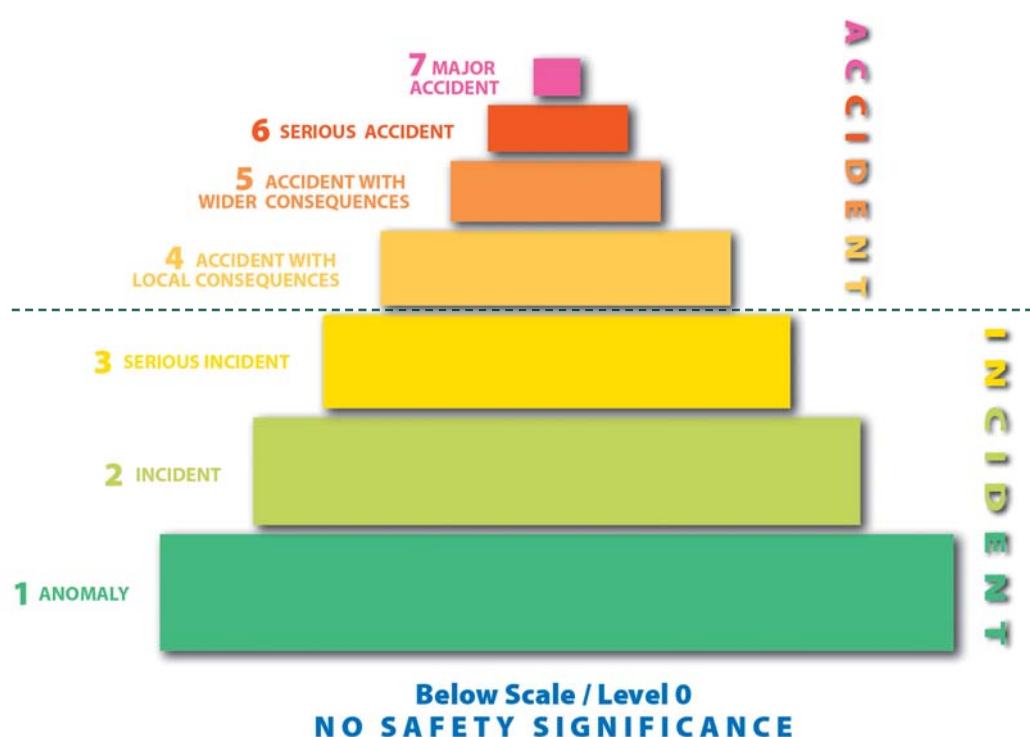 7 MAJOR
ACCIDENT
6 SERIOUS ACCIDENT
5 ACCIDENT WITH
WIDER CONSEQUENCES
4 ACCIDENT WITH
LOCAL CONSEQUENCES
3 SERIOUS INCIDENT
2 INCIDENT
1 ANOMALY
ACCIDENT
INCIDENT
Below Scale / Level 0
NO SAFETY SIGNIFICANCE